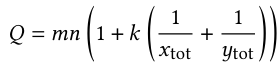 Q = mn ( 1 + k ( 1/x_tot + 1/y_tot ) )